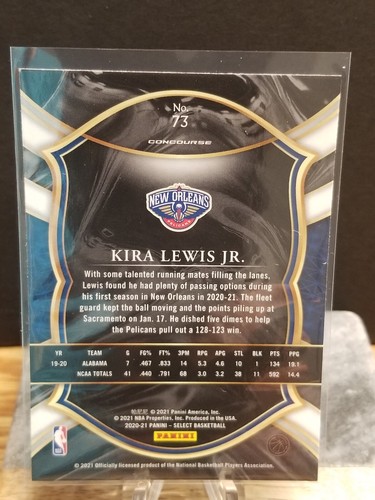 No.
73
CONCOURSE
NEW ORLEANS
PELICANS
KIRA LEWIS JR.
With some talented running mates filling the lanes,
Lewis found he had plenty of passing options during
his first season in New Orleans in 2020-21. The fleet
guard kept the ball moving and the points piling up at
Sacramento on Jan. 17. He dished five dimes to help
the Pelicans pull out a 128-123 win.
YR TEAM G FG% FT% 3PM RPG APG STL BLK PTS PPG
19-20 ALABAMA 7 .467 .833 14 5.3 4.6 10 1 134 19.1
NCAA TOTALS 41 .440 .791 68 3.0 3.2 38 11 592 14.4
© 2021 Panini America, Inc.
© 2021 NBA Properties, Inc. Produced in the USA.
2020-21 PANINI - SELECT BASKETBALL
PANINI
© 2021 Officially licensed product of the National Basketball Players Association.